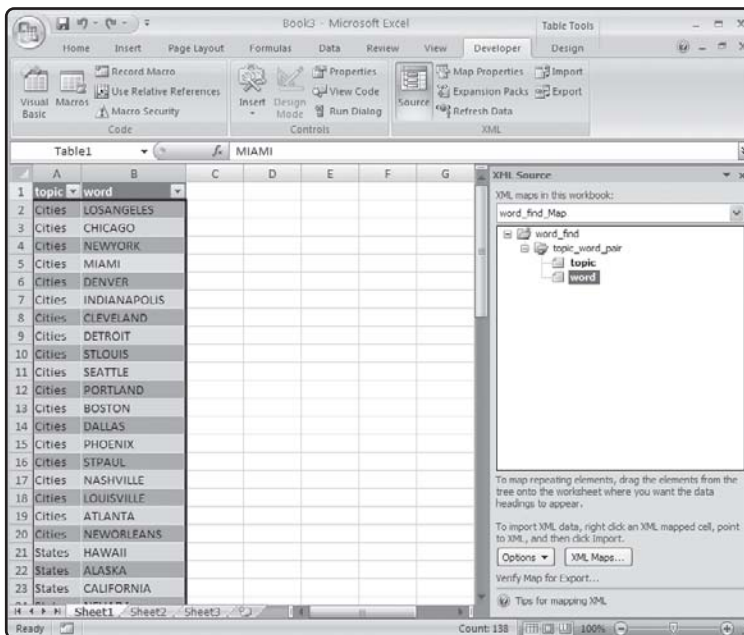 Book3 - Microsoft Excel
Table Tools
Home Insert Page Layout Formulas Data Review View Developer Design
Visual Basic
Macros
Record Macro
Use Relative References
Macro Security
Code
Insert
Design Mode
Properties
View Code
Run Dialog
Controls
Source
Map Properties
Expansion Packs
Refresh Data
Import
Export
XML
Table1
fx MIAMI
A B C D E F G
1 topic word
2 Cities LOSANGELES
3 Cities CHICAGO
4 Cities NEWYORK
5 Cities MIAMI
6 Cities DENVER
7 Cities INDIANAPOLIS
8 Cities CLEVELAND
9 Cities DETROIT
10 Cities STLOUIS
11 Cities SEATTLE
12 Cities PORTLAND
13 Cities BOSTON
14 Cities DALLAS
15 Cities PHOENIX
16 Cities STPAUL
17 Cities NASHVILLE
18 Cities LOUISVILLE
19 Cities ATLANTA
20 Cities NEWORLEANS
21 States HAWAII
22 States ALASKA
23 States CALIFORNIA
XML Source
XML maps in this workbook:
word_find_Map
word_find
topic_word_pair
topic
word
To map repeating elements, drag the elements from the
tree onto the worksheet where you want the data
headings to appear.
To import XML data, right click an XML mapped cell, point
to XML, and then click Import.
Options XML Maps...
Verify Map for Export...
Tips for mapping XML
Sheet1 Sheet2 Sheet3
Ready
Count: 138
100%